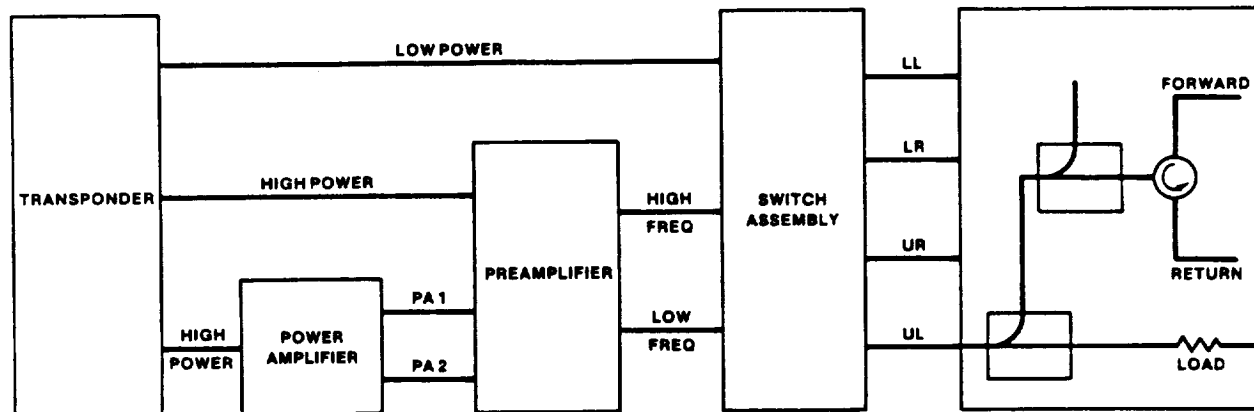 LOW POWER
LL
FORWARD
LR
TRANSPONDER
HIGH POWER
HIGH
FREQ
SWITCH
ASSEMBLY
PREAMPLIFIER
UR
RETURN
PA 1
HIGH
POWER
POWER
AMPLIFIER
LOW
FREQ
PA 2
UL
LOAD